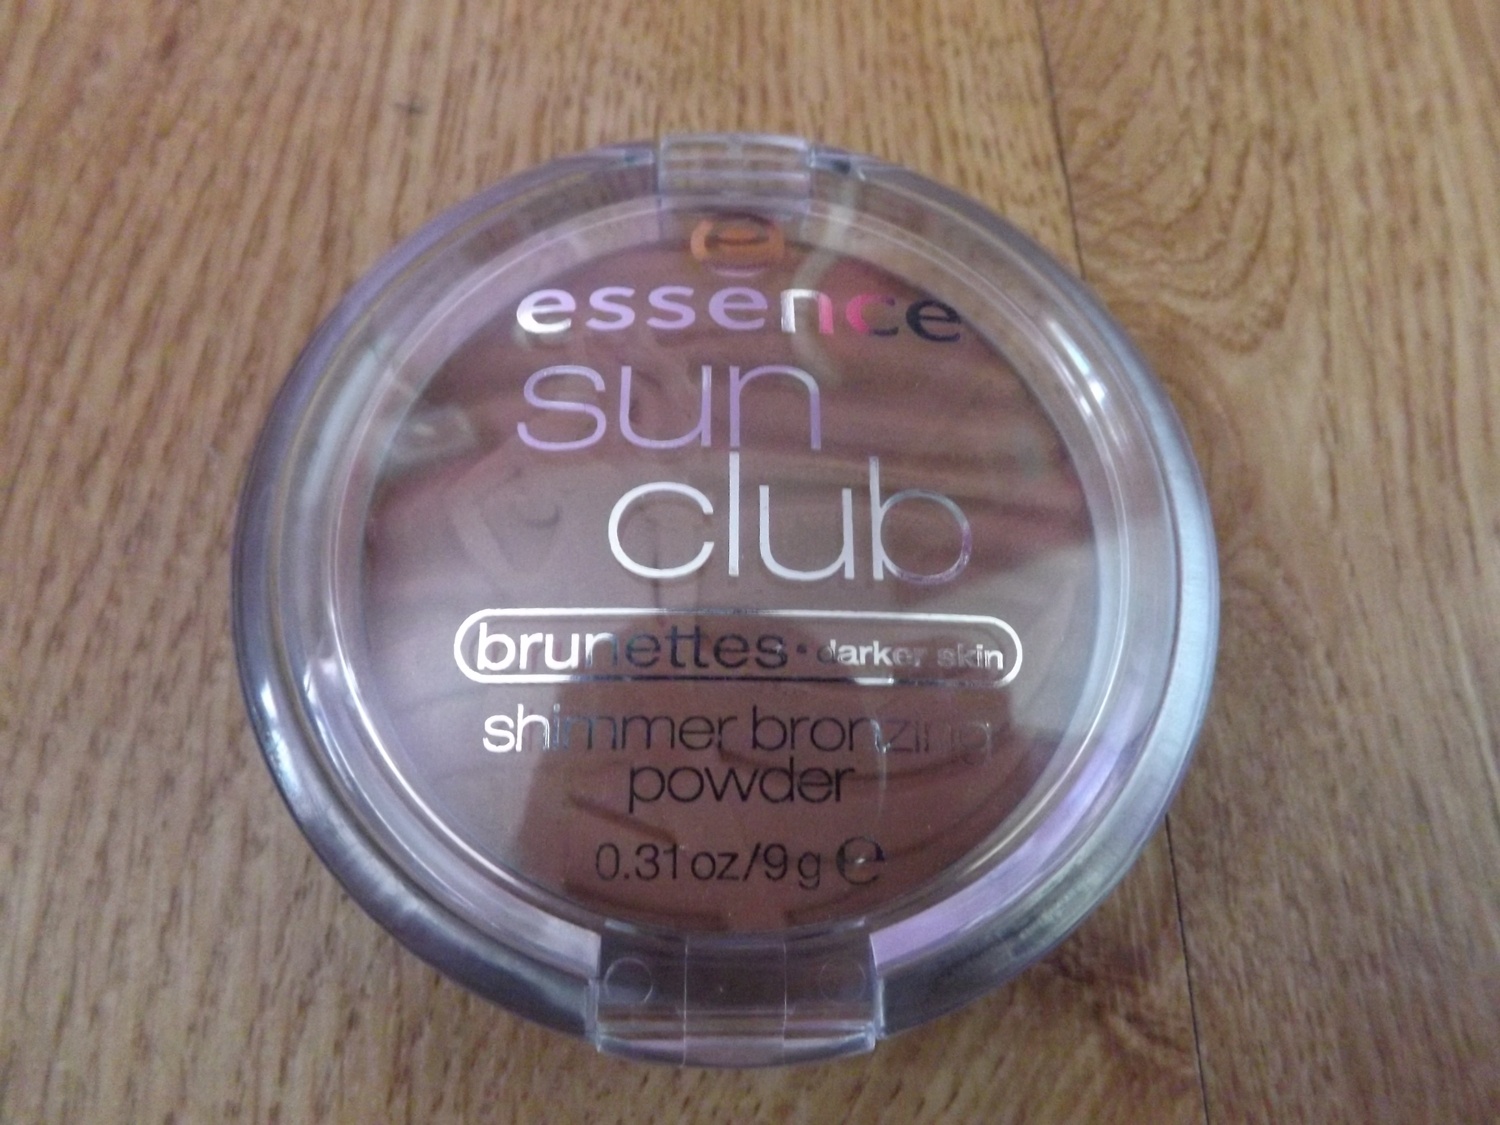 e
essence
sun
club
brunettes · darker skin
shimmer bronzing
powder
0.31 oz/9 g ℮